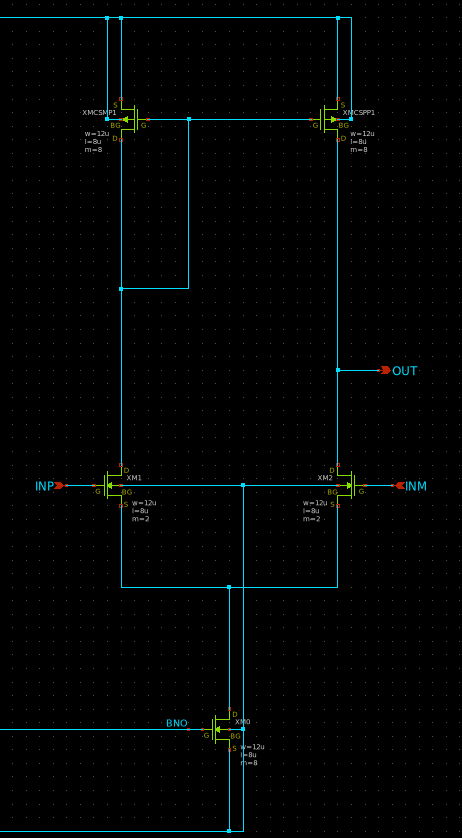 S
S
XMCSMP1
XMCSPP1
BG
G
G
BG
w=12u
l=8u
m=8
w=12u
l=8u
m=8
D
D
OUT
D
D
XM1
XM2
INP
G
BG
BG
G
INM
S
S
w=12u
l=8u
m=2
w=12u
l=8u
m=2
D
BNO
XM0
G
BG
S
w=12u
l=8u
m=8